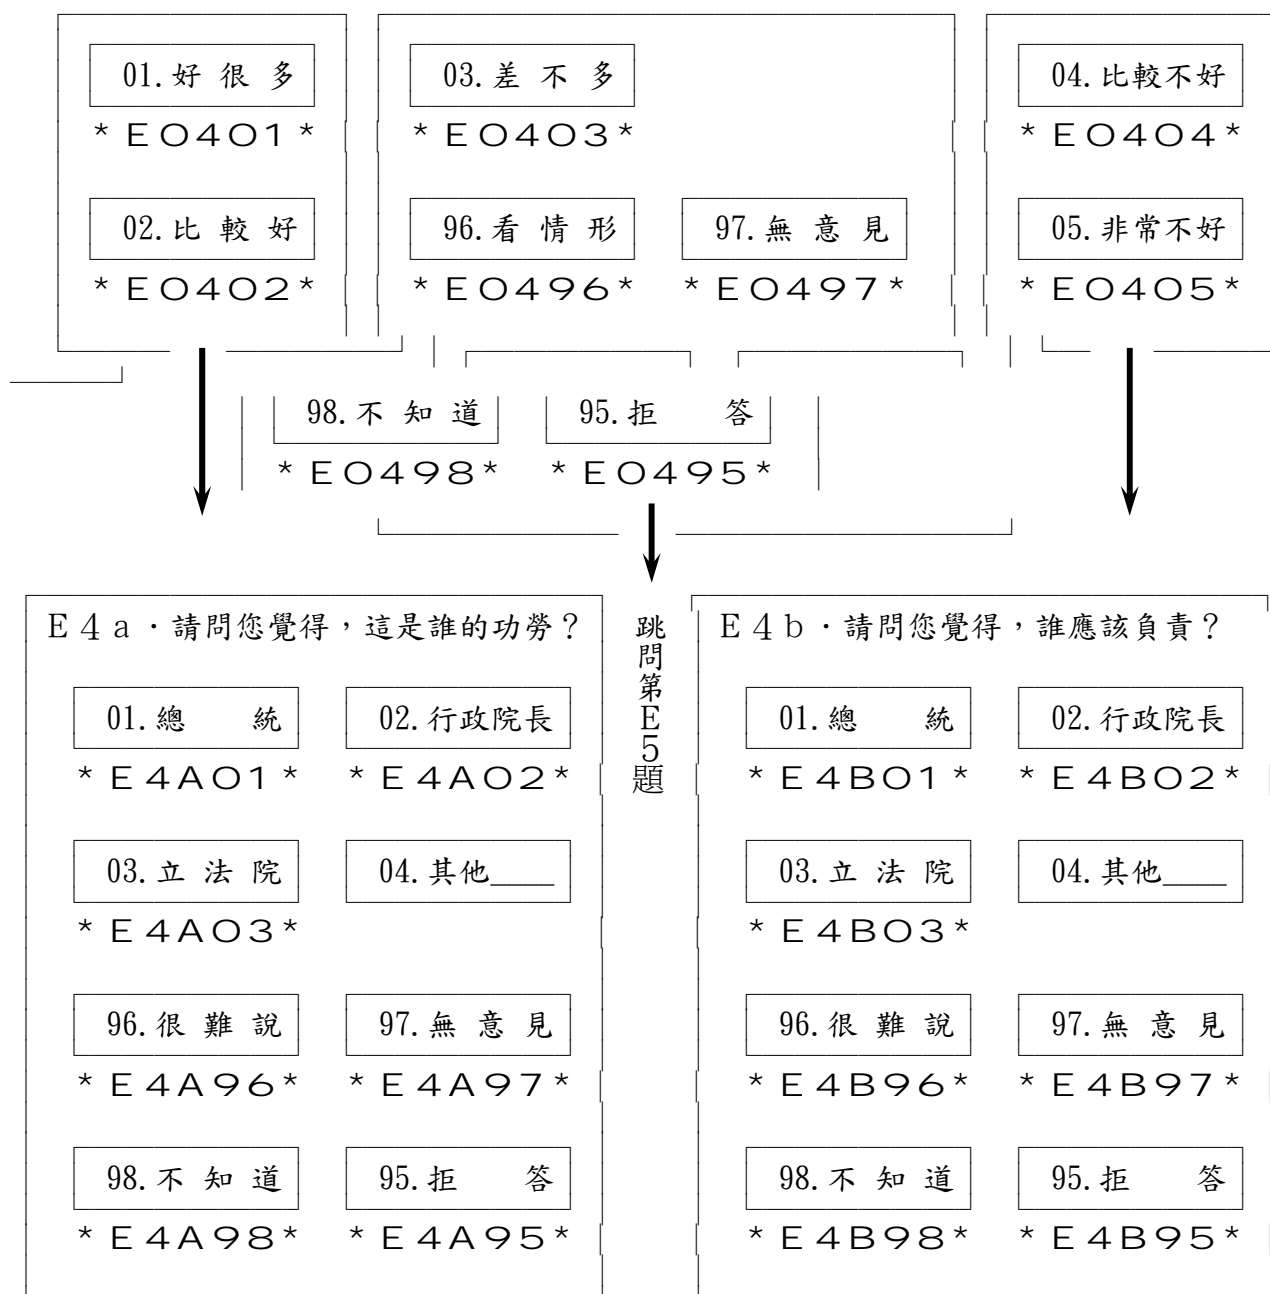 01.好 很 多 03.差 不 多 04.比較不好
*E0401* *E0403* *E0404*
02.比 較 好 96.看 情 形 97.無 意 見 05.非常不好
*E0402* *E0496* *E0497* *E0405*
98.不 知 道 95.拒 答
*E0498* *E0495*
E4a．請問您覺得，這是誰的功勞？
01.總 統 02.行政院長
*E4A01* *E4A02*
03.立 法 院 04.其他____
*E4A03*
96.很 難 說 97.無 意 見
*E4A96* *E4A97*
98.不 知 道 95.拒 答
*E4A98* *E4A95*
跳問第E5題
E4b．請問您覺得，誰應該負責？
01.總 統 02.行政院長
*E4B01* *E4B02*
03.立 法 院 04.其他____
*E4B03*
96.很 難 說 97.無 意 見
*E4B96* *E4B97*
98.不 知 道 95.拒 答
*E4B98* *E4B95*